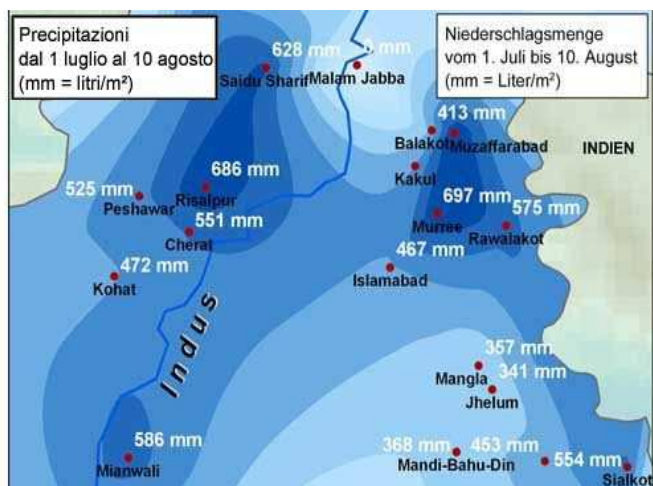 Precipitazioni
dal 1 luglio al 10 agosto
(mm = litri/m²)
Niederschlagsmenge
vom 1. Juli bis 10. August
(mm = Liter/m²)
628 mm
0 mm
Saidu Sharif
Malam Jabba
413 mm
Balakot
Muzaffarabad
INDIEN
Kakul
686 mm
525 mm
Risalpur
Peshawar
697 mm
575 mm
551 mm
Murree
Rawalakot
Cherat
467 mm
472 mm
Islamabad
Kohat
Indus
357 mm
Mangla
341 mm
Jhelum
586 mm
368 mm
453 mm
554 mm
Mianwali
Mandi-Bahu-Din
Sialkot